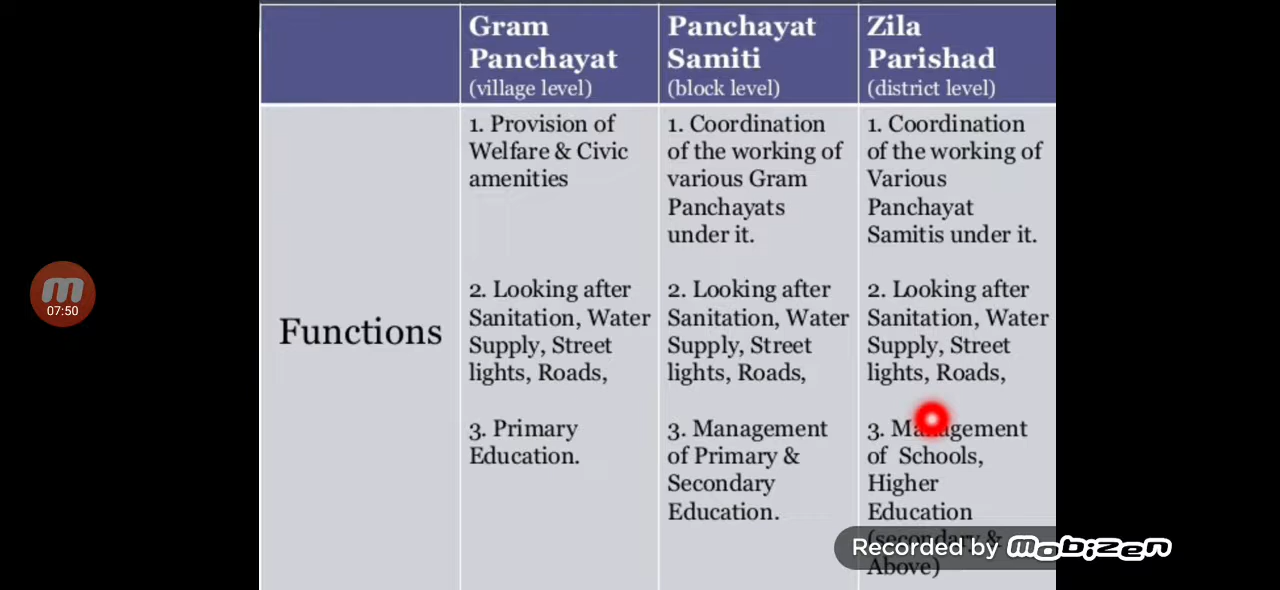 Gram
Panchayat
(village level)
Panchayat
Samiti
(block level)
Zila
Parishad
(district level)
Functions
1. Provision of
Welfare & Civic
amenities
2. Looking after
Sanitation, Water
Supply, Street
lights, Roads,
3. Primary
Education.
1. Coordination
of the working of
various Gram
Panchayats
under it.
2. Looking after
Sanitation, Water
Supply, Street
lights, Roads,
3. Management
of Primary &
Secondary
Education.
1. Coordination
of the working of
Various
Panchayat
Samitis under it.
2. Looking after
Sanitation, Water
Supply, Street
lights, Roads,
3. Management
of Schools,
Higher
Education
(secondary &
Above)
07:50
Recorded by Mobizen